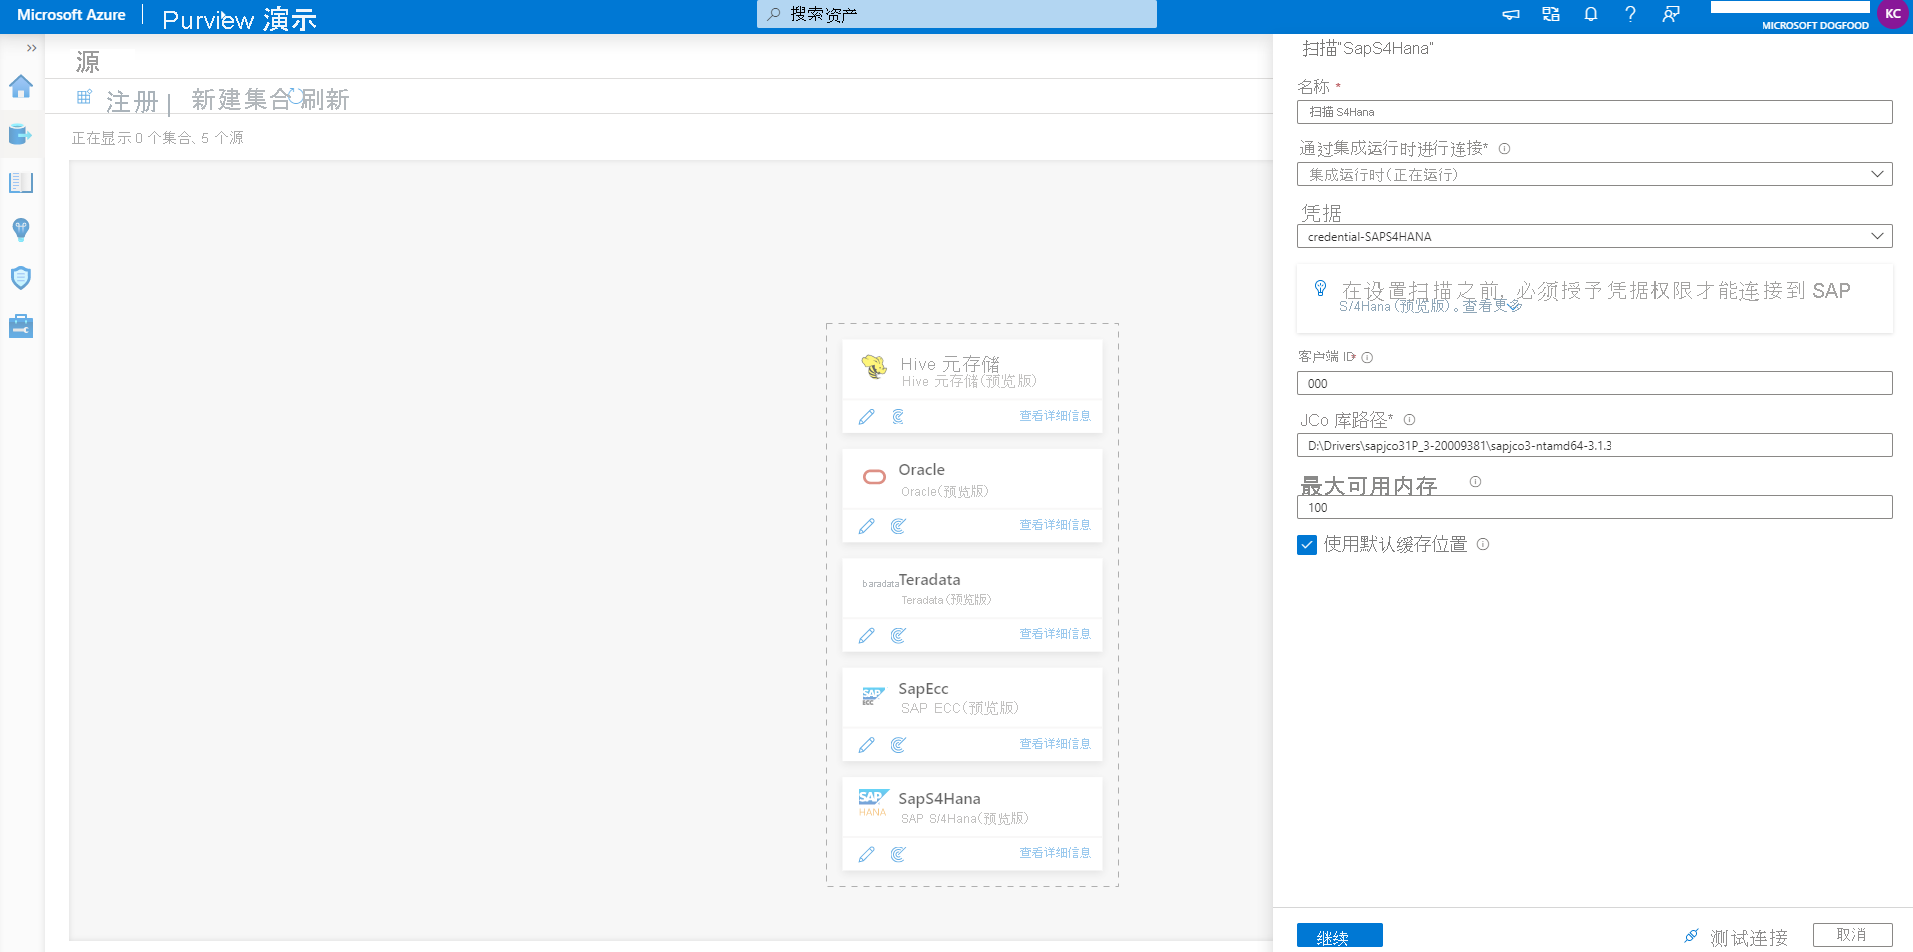 Microsoft Azure
Purview 演示
搜索资产
MICROSOFT DOGFOOD
KC
源
注册
新建集合
刷新
正在显示 0 个集合、5 个源
Hive 元存储
Hive 元存储(预览版)
查看详细信息
Oracle
Oracle(预览版)
查看详细信息
baradata
Teradata
Teradata(预览版)
查看详细信息
SAP
ECC
SapEcc
SAP ECC(预览版)
查看详细信息
SAP
HANA
SapS4Hana
SAP S/4Hana(预览版)
查看详细信息
扫描"SapS4Hana"
名称 *
扫描 S4Hana
通过集成运行时进行连接*
集成运行时(正在运行)
凭据
credential-SAPS4HANA
在设置扫描之前, 必须授予凭据权限才能连接到 SAP
S/4Hana (预览版)。查看更多
客户端 ID*
000
JCo 库路径*
D:\Drivers\sapjco31P_3-20009381\sapjco3-ntamd64-3.1.3
最大可用内存
100
使用默认缓存位置
继续
测试连接
取消